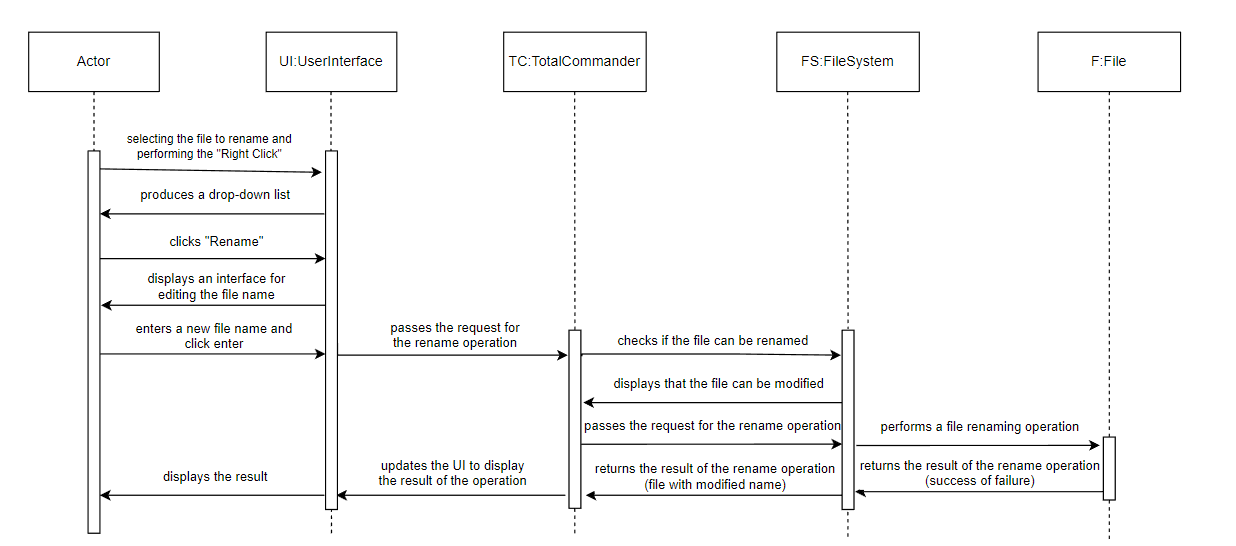 Actor
UI:UserInterface
TC:TotalCommander
FS:FileSystem
F:File
selecting the file to rename and
performing the "Right Click"
produces a drop-down list
clicks "Rename"
displays an interface for
editing the file name
enters a new file name and
click enter
passes the request for
the rename operation
checks if the file can be renamed
displays that the file can be modified
passes the request for the rename operation
performs a file renaming operation
returns the result of the rename operation
(success of failure)
returns the result of the rename operation
(file with modified name)
updates the UI to display
the result of the operation
displays the result